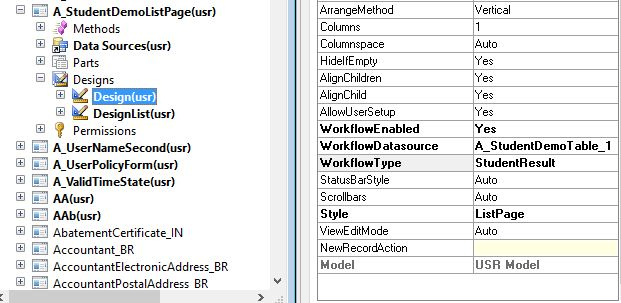 A_StudentDemoListPage(usr)
Methods
Data Sources(usr)
Parts
Designs
Design(usr)
DesignList(usr)
Permissions
A_UserNameSecond(usr)
A_UserPolicyForm(usr)
A_ValidTimeState(usr)
AA(usr)
AAb(usr)
AbatementCertificate_IN
Accountant_BR
AccountantElectronicAddress_BR
AccountantPostalAddress_BR
ArrangeMethod Vertical
Columns 1
Columnspace Auto
HideIfEmpty Yes
AlignChildren Yes
AlignChild Yes
AllowUserSetup Yes
WorkflowEnabled Yes
WorkflowDatasource A_StudentDemoTable_1
WorkflowType StudentResult
StatusBarStyle Auto
Scrollbars Auto
Style ListPage
ViewEditMode Auto
NewRecordAction
Model USR Model